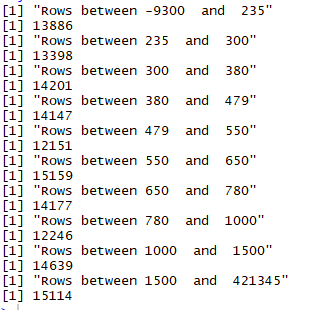 [1] "Rows between -9300  and  235"
[1] 13886
[1] "Rows between 235  and  300"
[1] 13398
[1] "Rows between 300  and  380"
[1] 14201
[1] "Rows between 380  and  479"
[1] 14147
[1] "Rows between 479  and  550"
[1] 12151
[1] "Rows between 550  and  650"
[1] 15159
[1] "Rows between 650  and  780"
[1] 14177
[1] "Rows between 780  and  1000"
[1] 12246
[1] "Rows between 1000  and  1500"
[1] 14639
[1] "Rows between 1500  and  421345"
[1] 15114
>